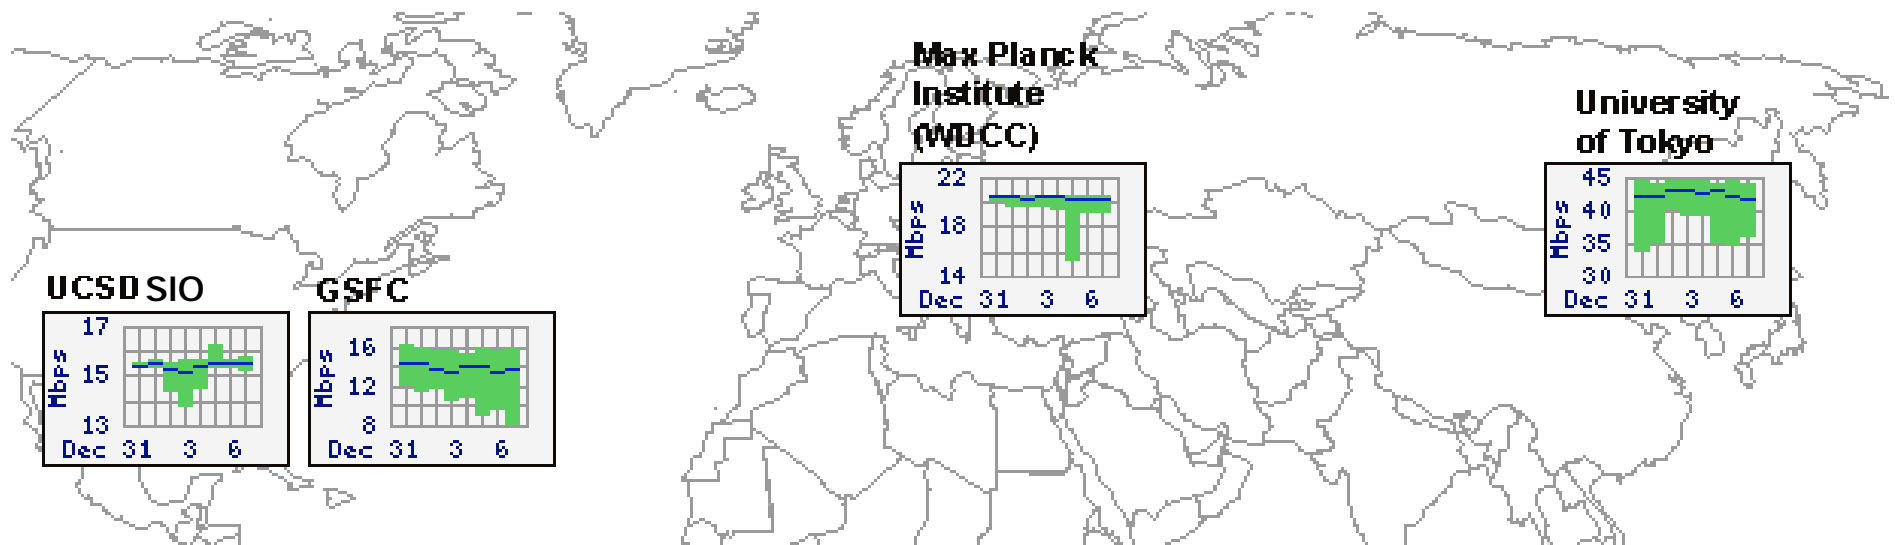 Max Planck
Institute
(WDCC)
22
18
14
Mbps
Dec 31 3 6
University
of Tokyo
45
40
35
30
Mbps
Dec 31 3 6
UCSD SIO
17
15
13
Mbps
Dec 31 3 6
GSFC
16
12
8
Mbps
Dec 31 3 6